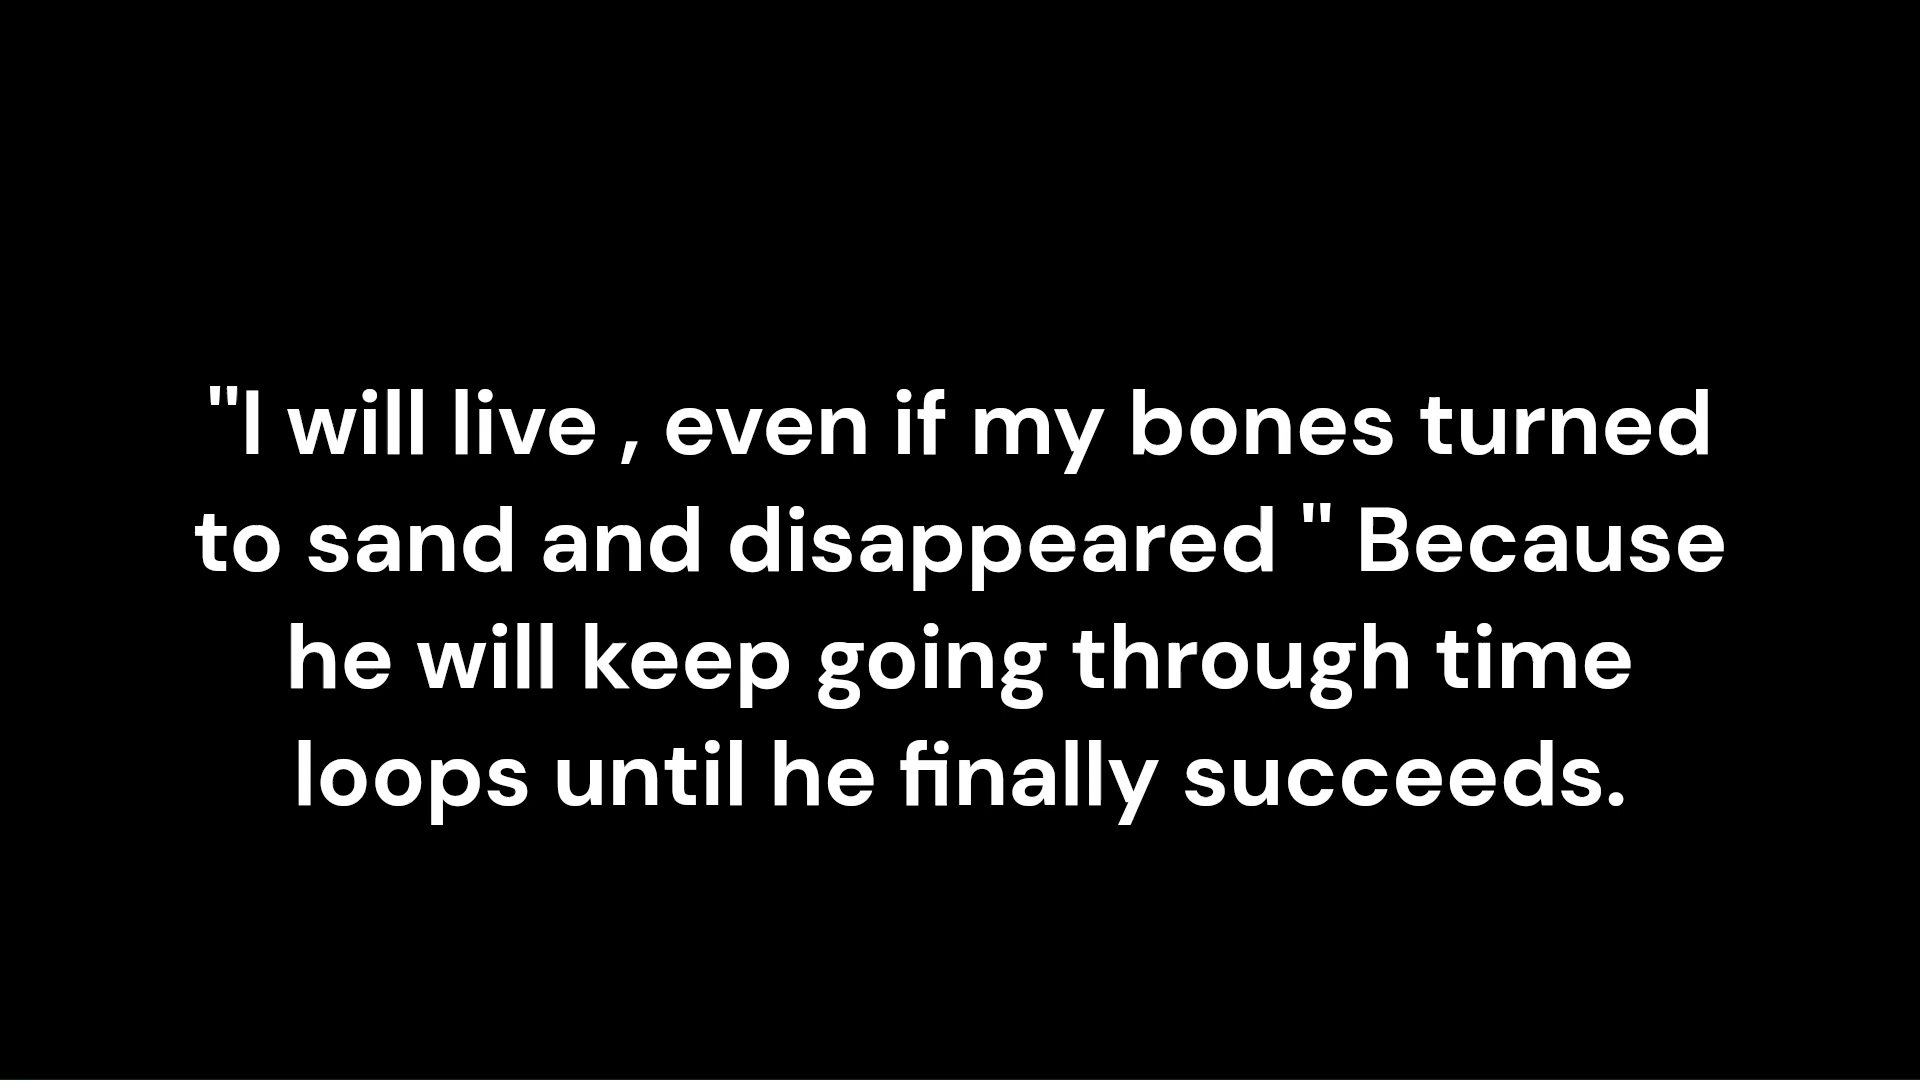 "I will live , even if my bones turned
to sand and disappeared " Because
he will keep going through time
loops until he finally succeeds.